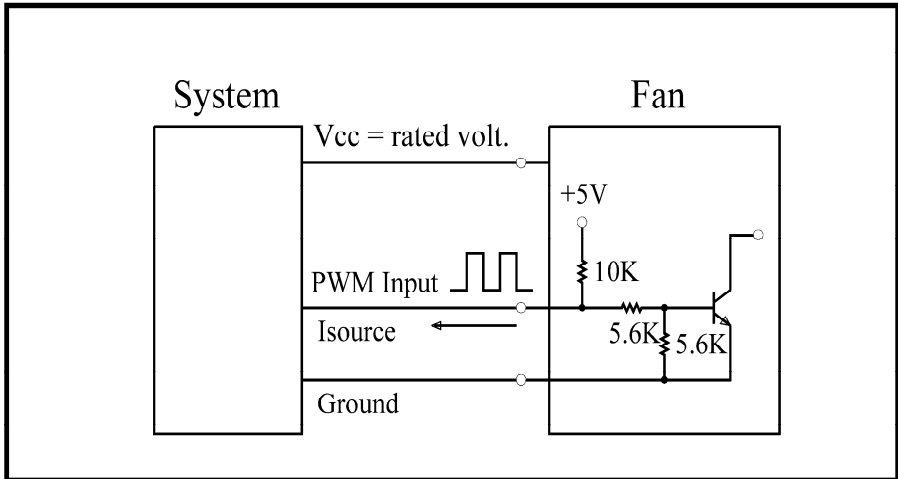 System
Fan
Vcc = rated volt.
+5V
10K
PWM Input
Isource
5.6K
5.6K
Ground